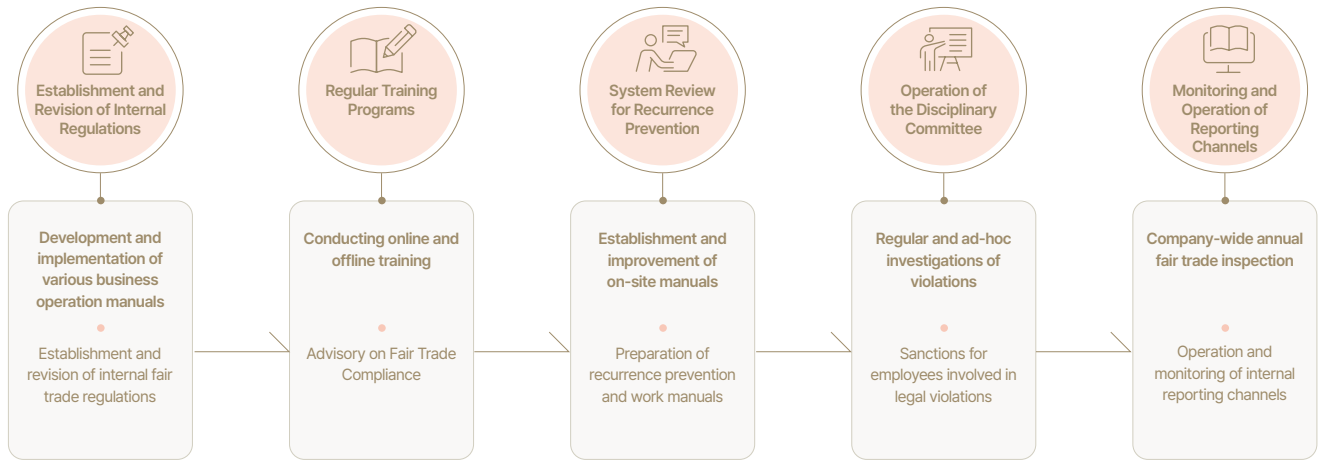 Establishment and
Revision of Internal
Regulations
Regular Training
Programs
System Review
for Recurrence
Prevention
Operation of
the Disciplinary
Committee
Monitoring and
Operation of
Reporting
Channels
Development and
implementation of
various business
operation manuals
Establishment and
revision of internal fair
trade regulations
Conducting online and
offline training
Advisory on Fair Trade
Compliance
Establishment and
improvement of
on-site manuals
Preparation of
recurrence prevention
and work manuals
Regular and ad-hoc
investigations of
violations
Sanctions for
employees involved in
legal violations
Company-wide annual
fair trade inspection
Operation and
monitoring of internal
reporting channels